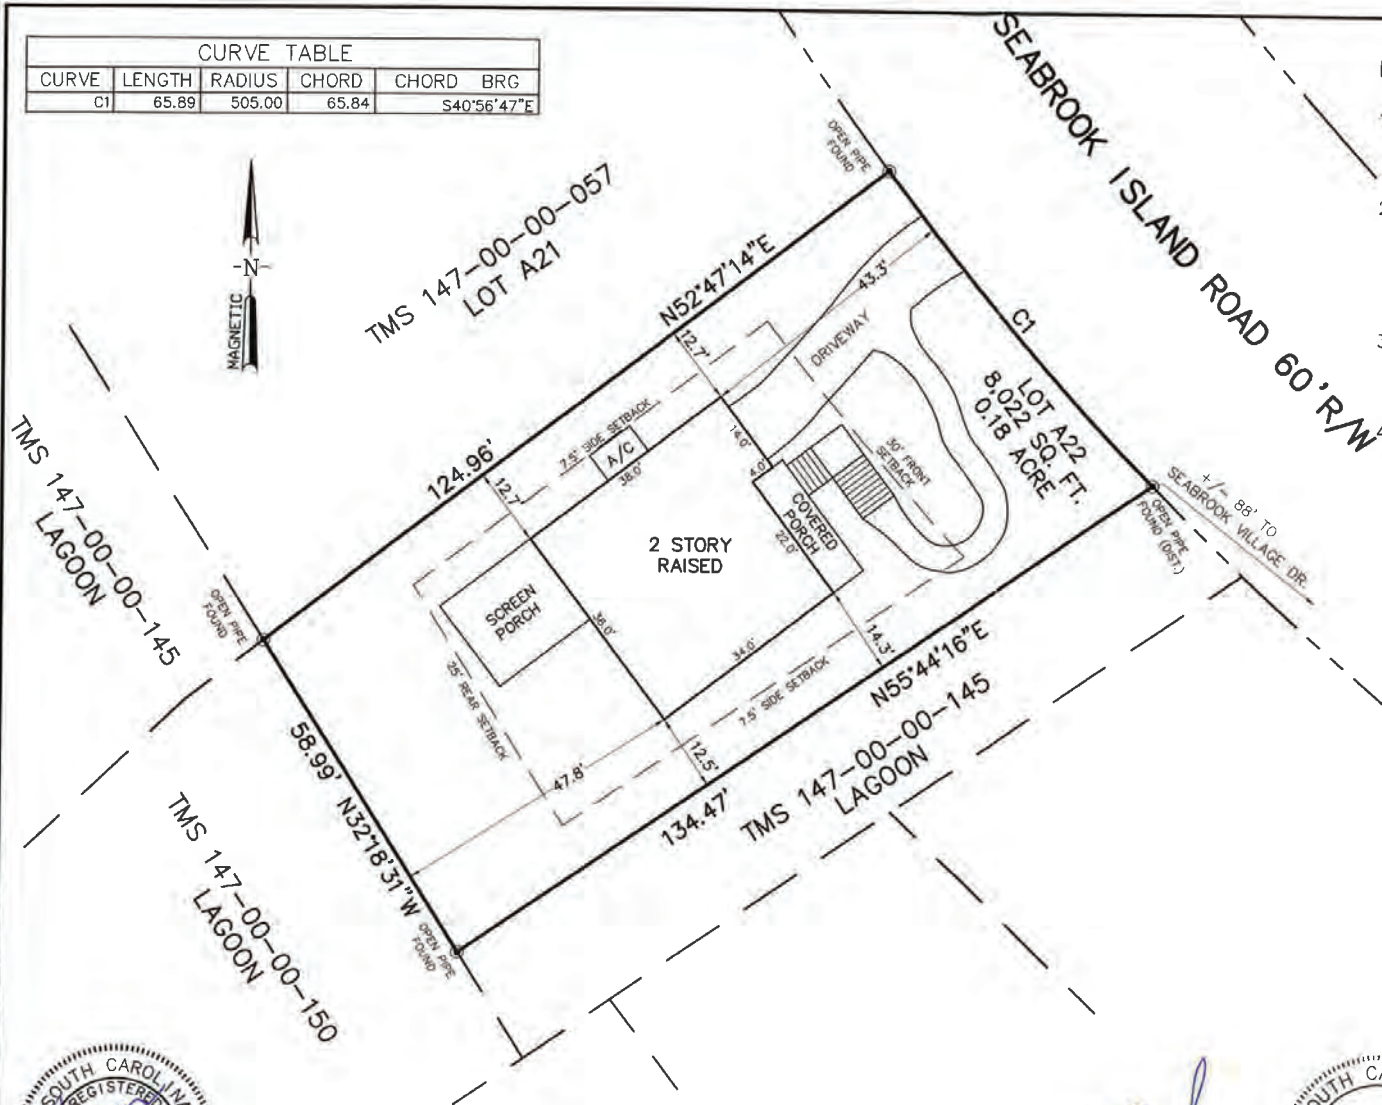 CURVE TABLE
CURVE LENGTH RADIUS CHORD CHORD BRG
C1 65.89 505.00 65.84 S40°56'47"E
-N-
MAGNETIC
SEABROOK ISLAND ROAD 60'R/W
TMS 147-00-00-057
LOT A21
OPEN PIPE
FOUND
N52°47'14"E
124.96'
C1
43.3'
DRIVEWAY
12.7'
12.7'
7.5' SIDE SETBACK
A/C
38.0'
14.0'
4.0'
30' FRONT
SETBACK
LOT A22
8,022 SQ. FT.
0.18 ACRE
COVERED
PORCH
22.0'
2 STORY
RAISED
SCREEN
PORCH
36.0'
34.0'
14.3'
7.5' SIDE SETBACK
25' REAR SETBACK
47.8'
12.5'
+/- 88' TO
SEABROOK VILLAGE DR.
OPEN PIPE
FOUND (DIST.)
N55°44'16"E
134.47'
TMS 147-00-00-145
LAGOON
TMS 147-00-00-145
LAGOON
OPEN PIPE
FOUND
58.99' N32°18'31"W
OPEN PIPE
FOUND
TMS 147-00-00-150
LAGOON
SOUTH CAROLINA
REGISTERED